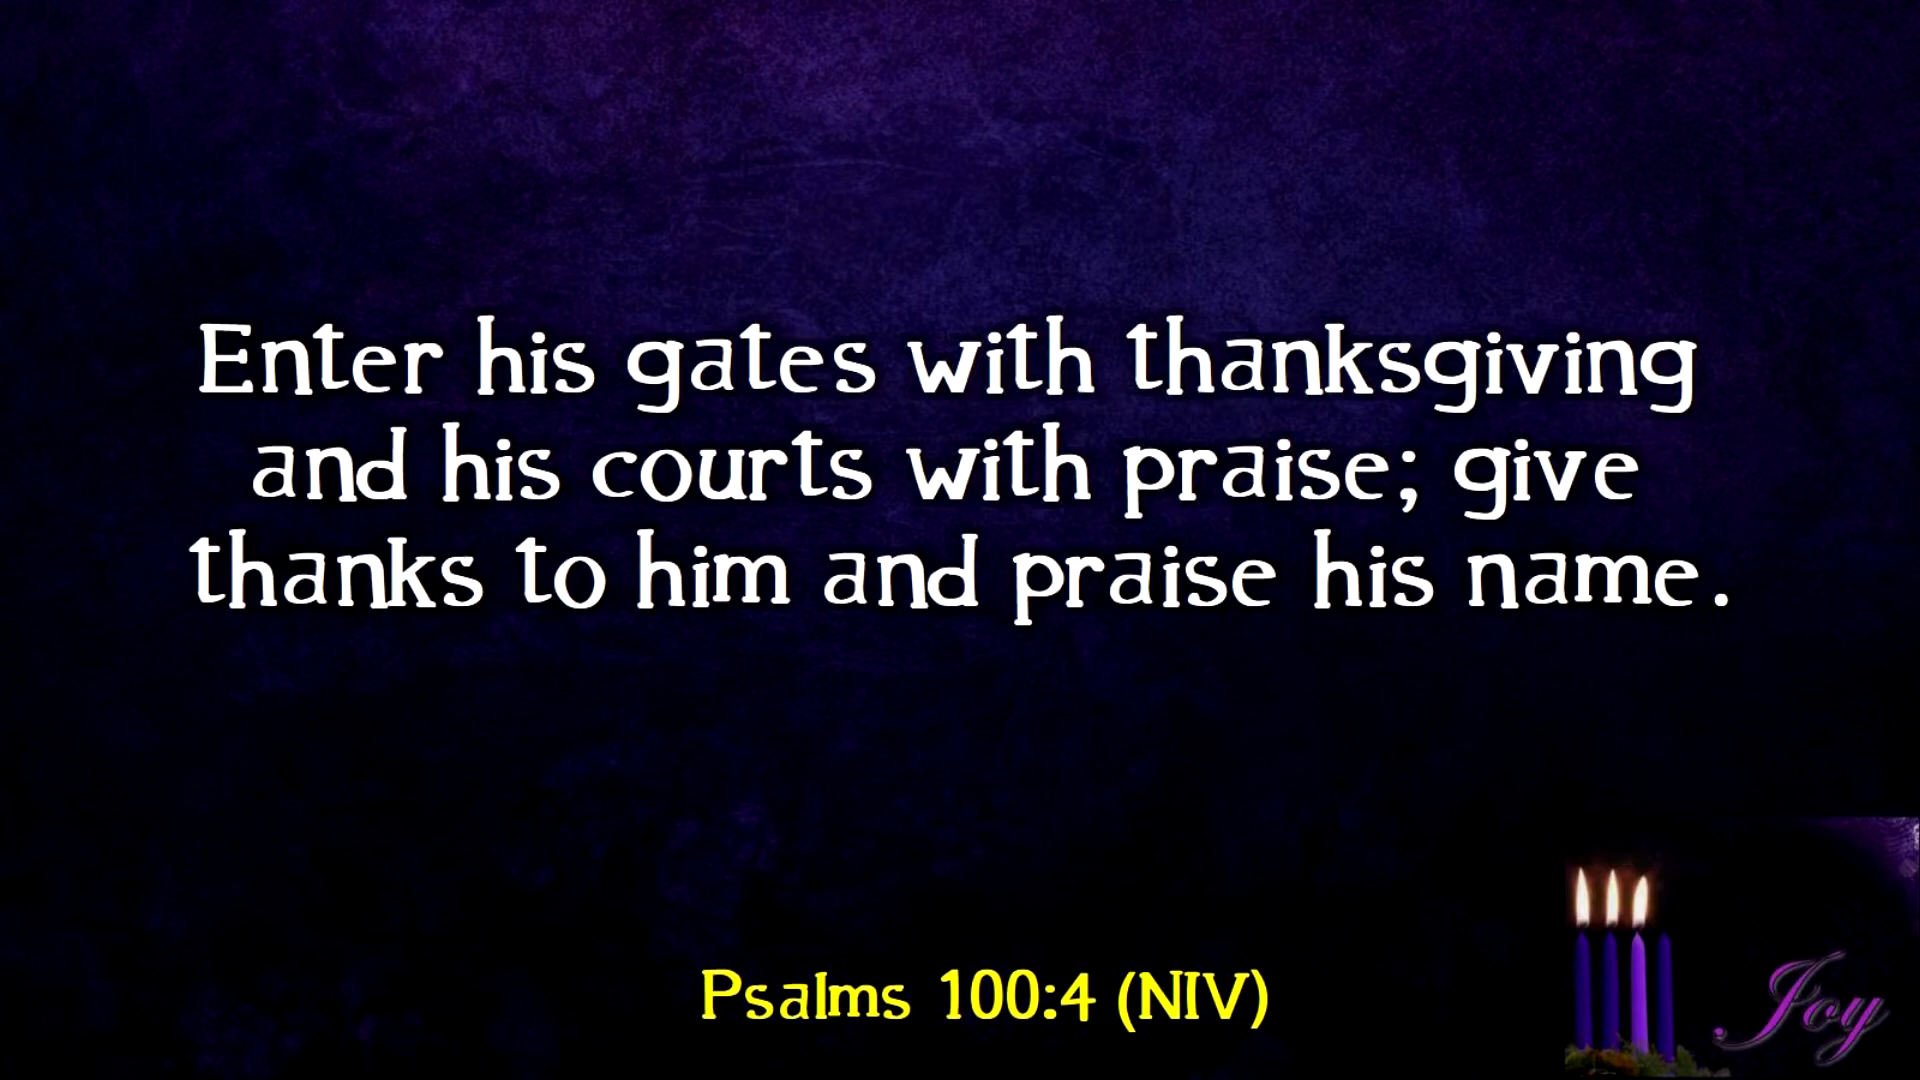 Enter his gates with thanksgiving
and his courts with praise; give
thanks to him and praise his name.
Psalms 100:4 (NIV)
Joy